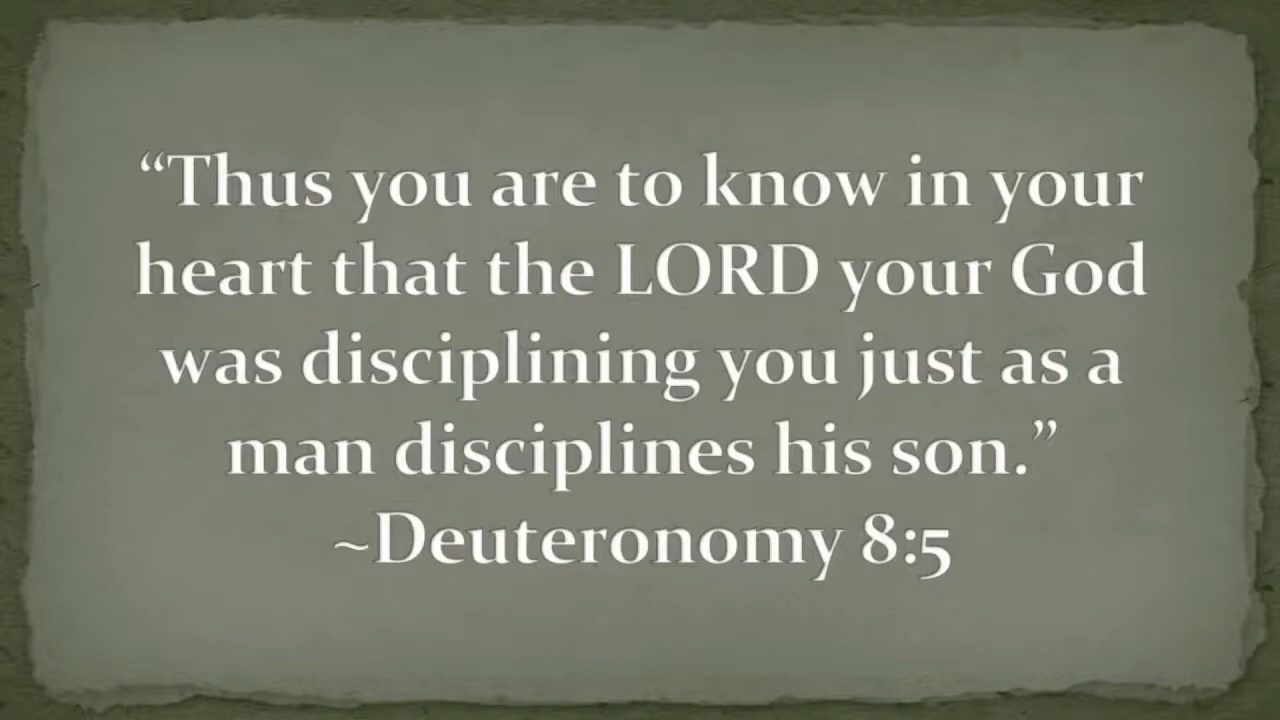 “Thus you are to know in your
heart that the LORD your God
was disciplining you just as a
man disciplines his son.”
~Deuteronomy 8:5